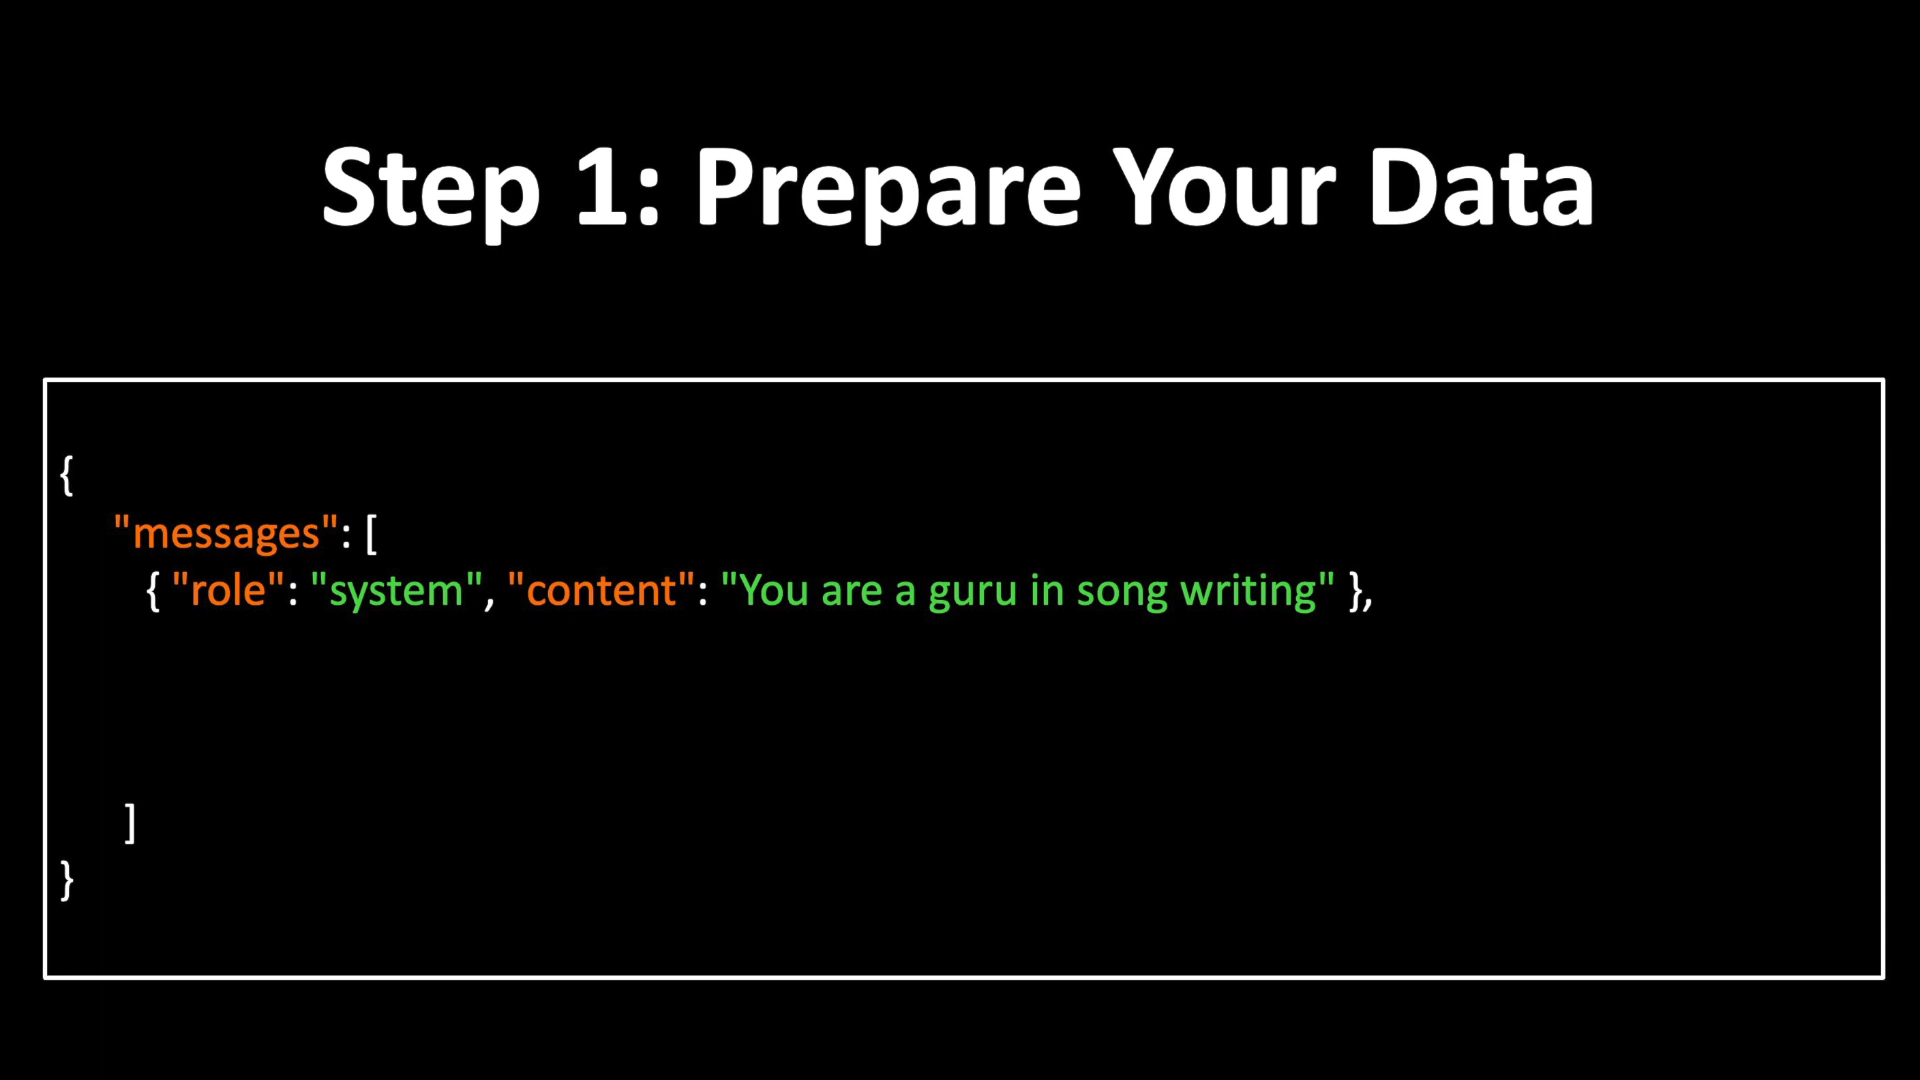 Step 1: Prepare Your Data
{
"messages": [
{ "role": "system", "content": "You are a guru in song writing" },
]
}